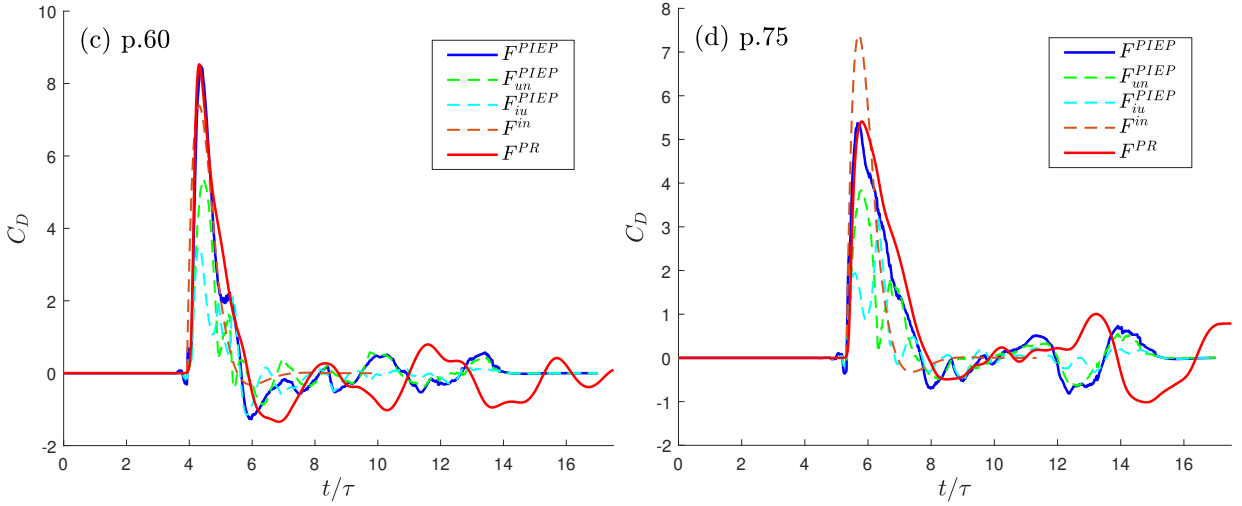 (c) p.60
F^{PIEP}
F_{un}^{PIEP}
F_{iu}^{PIEP}
F^{in}
F^{PR}
C_D
10
8
6
4
2
0
-2
0 2 4 6 8 10 12 14 16
t/τ
(d) p.75
F^{PIEP}
F_{un}^{PIEP}
F_{iu}^{PIEP}
F^{in}
F^{PR}
C_D
8
7
6
5
4
3
2
1
0
-1
-2
0 2 4 6 8 10 12 14 16
t/τ